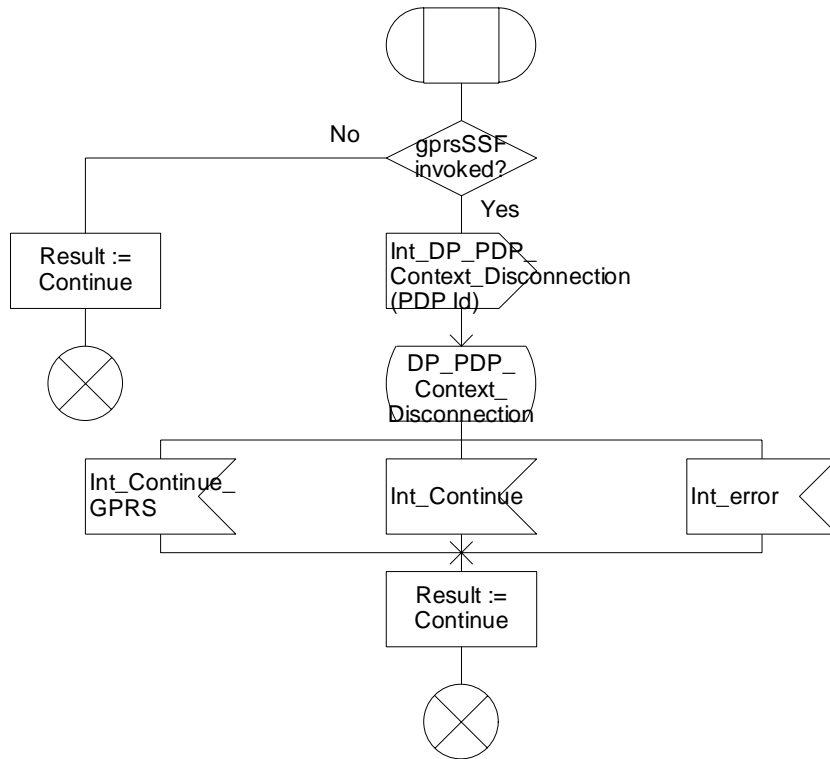 No
gprsSSF
invoked?
Yes
Result :=
Continue
Int_DP_PDP_
Context_Disconnection
(PDP Id)
DP_PDP_
Context_
Disconnection
Int_Continue_
GPRS
Int_Continue
Int_error
Result :=
Continue